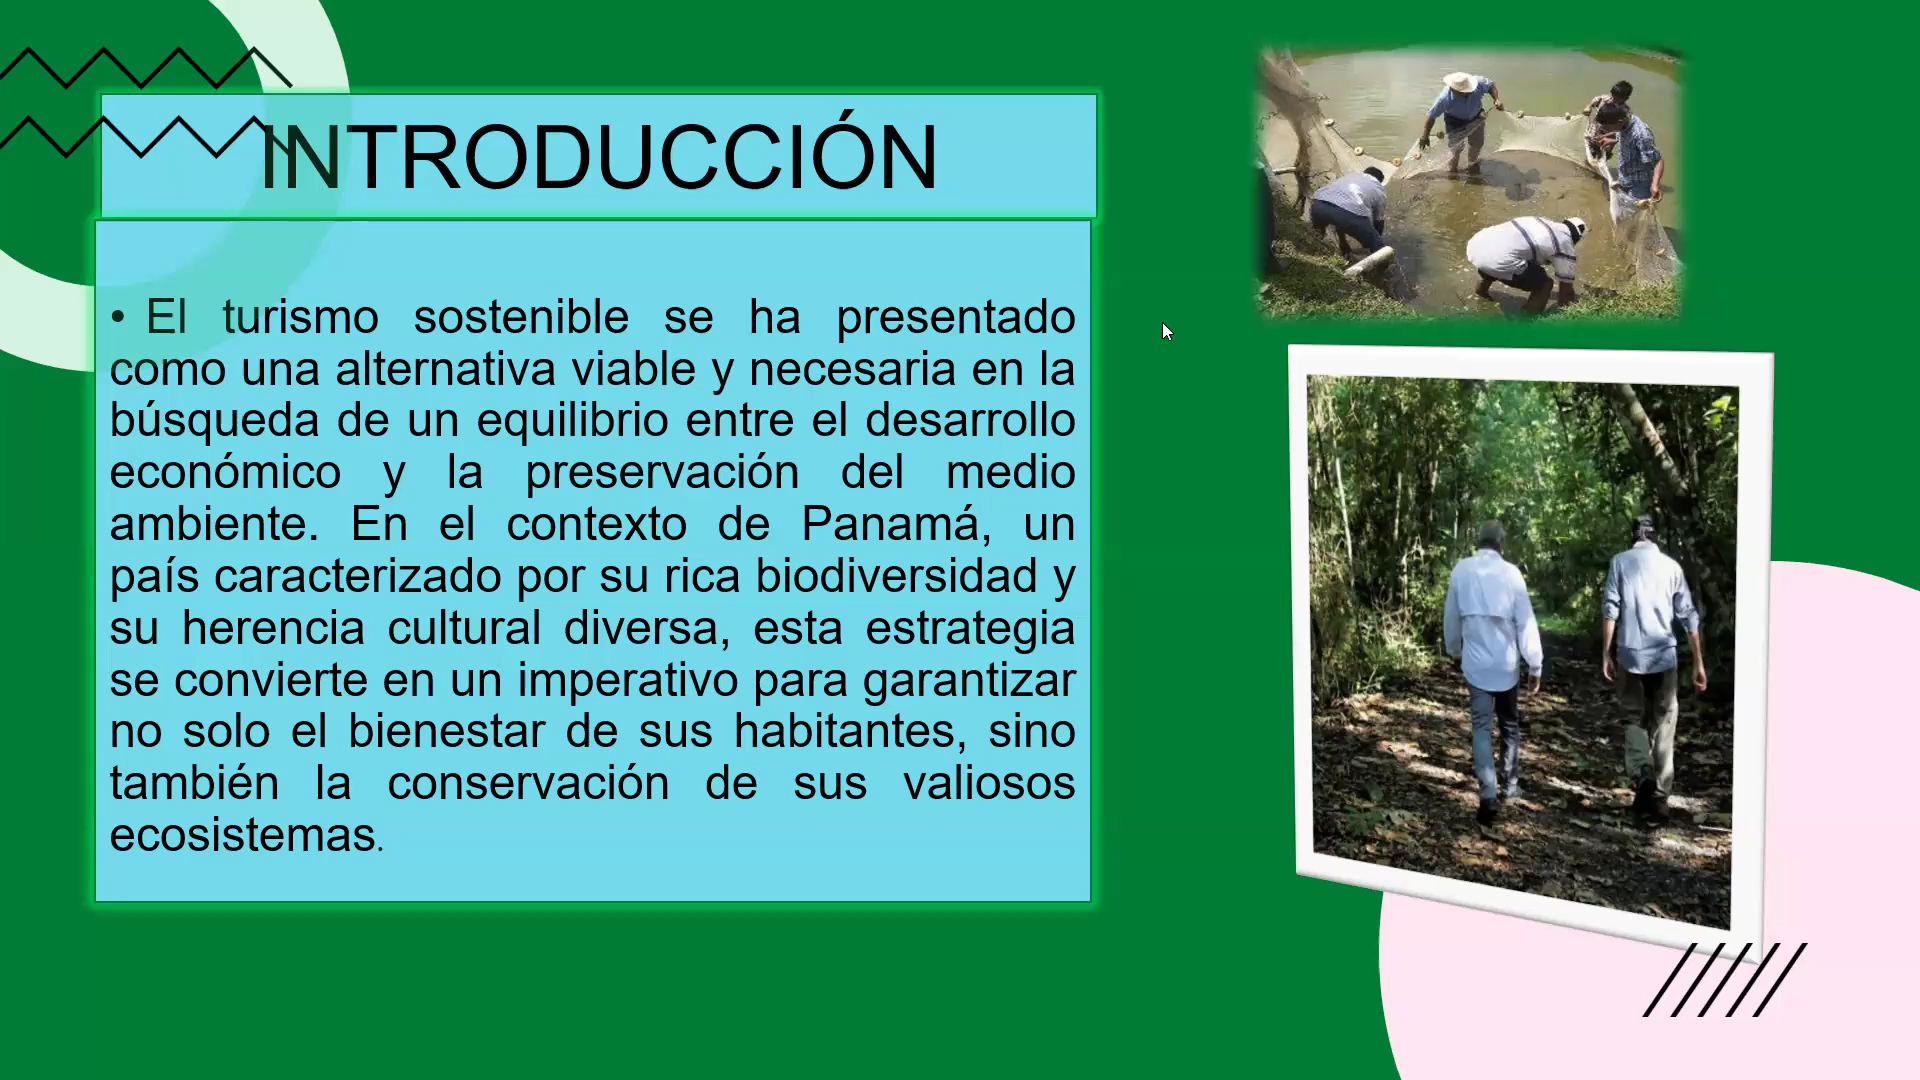 INTRODUCCIÓN
• El turismo sostenible se ha presentado
como una alternativa viable y necesaria en la
búsqueda de un equilibrio entre el desarrollo
económico y la preservación del medio
ambiente. En el contexto de Panamá, un
país caracterizado por su rica biodiversidad y
su herencia cultural diversa, esta estrategia
se convierte en un imperativo para garantizar
no solo el bienestar de sus habitantes, sino
también la conservación de sus valiosos
ecosistemas.